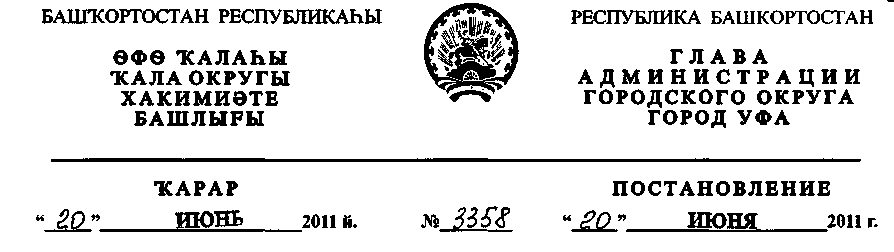 БАШҠОРТОСТАН РЕСПУБЛИКАҺЫ
ӨФӨ ҠАЛАҺЫ
ҠАЛА ОКРУГЫ
ХАКИМИӘТЕ
БАШЛЫҒЫ
РЕСПУБЛИКА БАШКОРТОСТАН
ГЛАВА
АДМИНИСТРАЦИИ
ГОРОДСКОГО ОКРУГА
ГОРОД УФА
ҠАРАР
ПОСТАНОВЛЕНИЕ
“ 20 ” ИЮНЬ 2011 й. № 3358 “ 20 ” ИЮНЯ 2011 г.